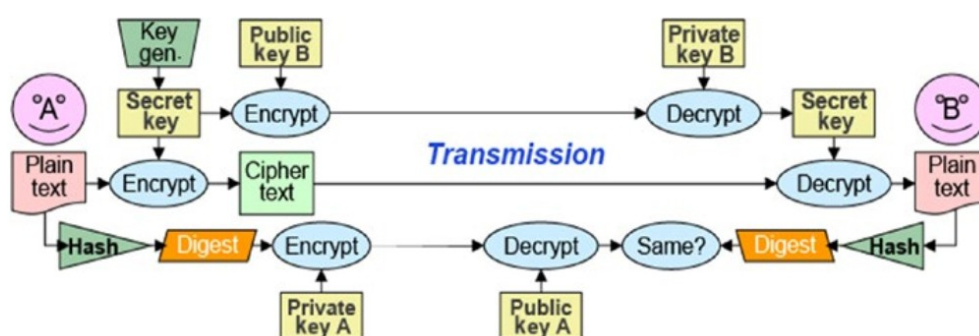 Key
gen.
Public
key B
Private
key B
°A°
Secret
key
Encrypt
Decrypt
Secret
key
°B°
Transmission
Plain
text
Encrypt
Cipher
text
Decrypt
Plain
text
Hash
Digest
Encrypt
Decrypt
Same?
Digest
Hash
Private
key A
Public
key A